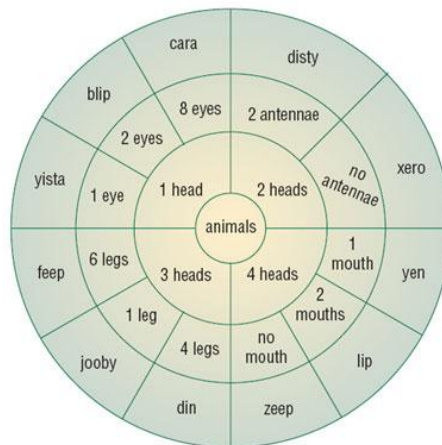 cara
disty
blip
8 eyes
2 antennae
2 eyes
xero
yista
1 eye
1 head
2 heads
no
antennae
animals
feep
6 legs
3 heads
4 heads
1
mouth
yen
1 leg
2
mouths
jooby
4 legs
no
mouth
lip
din
zeep